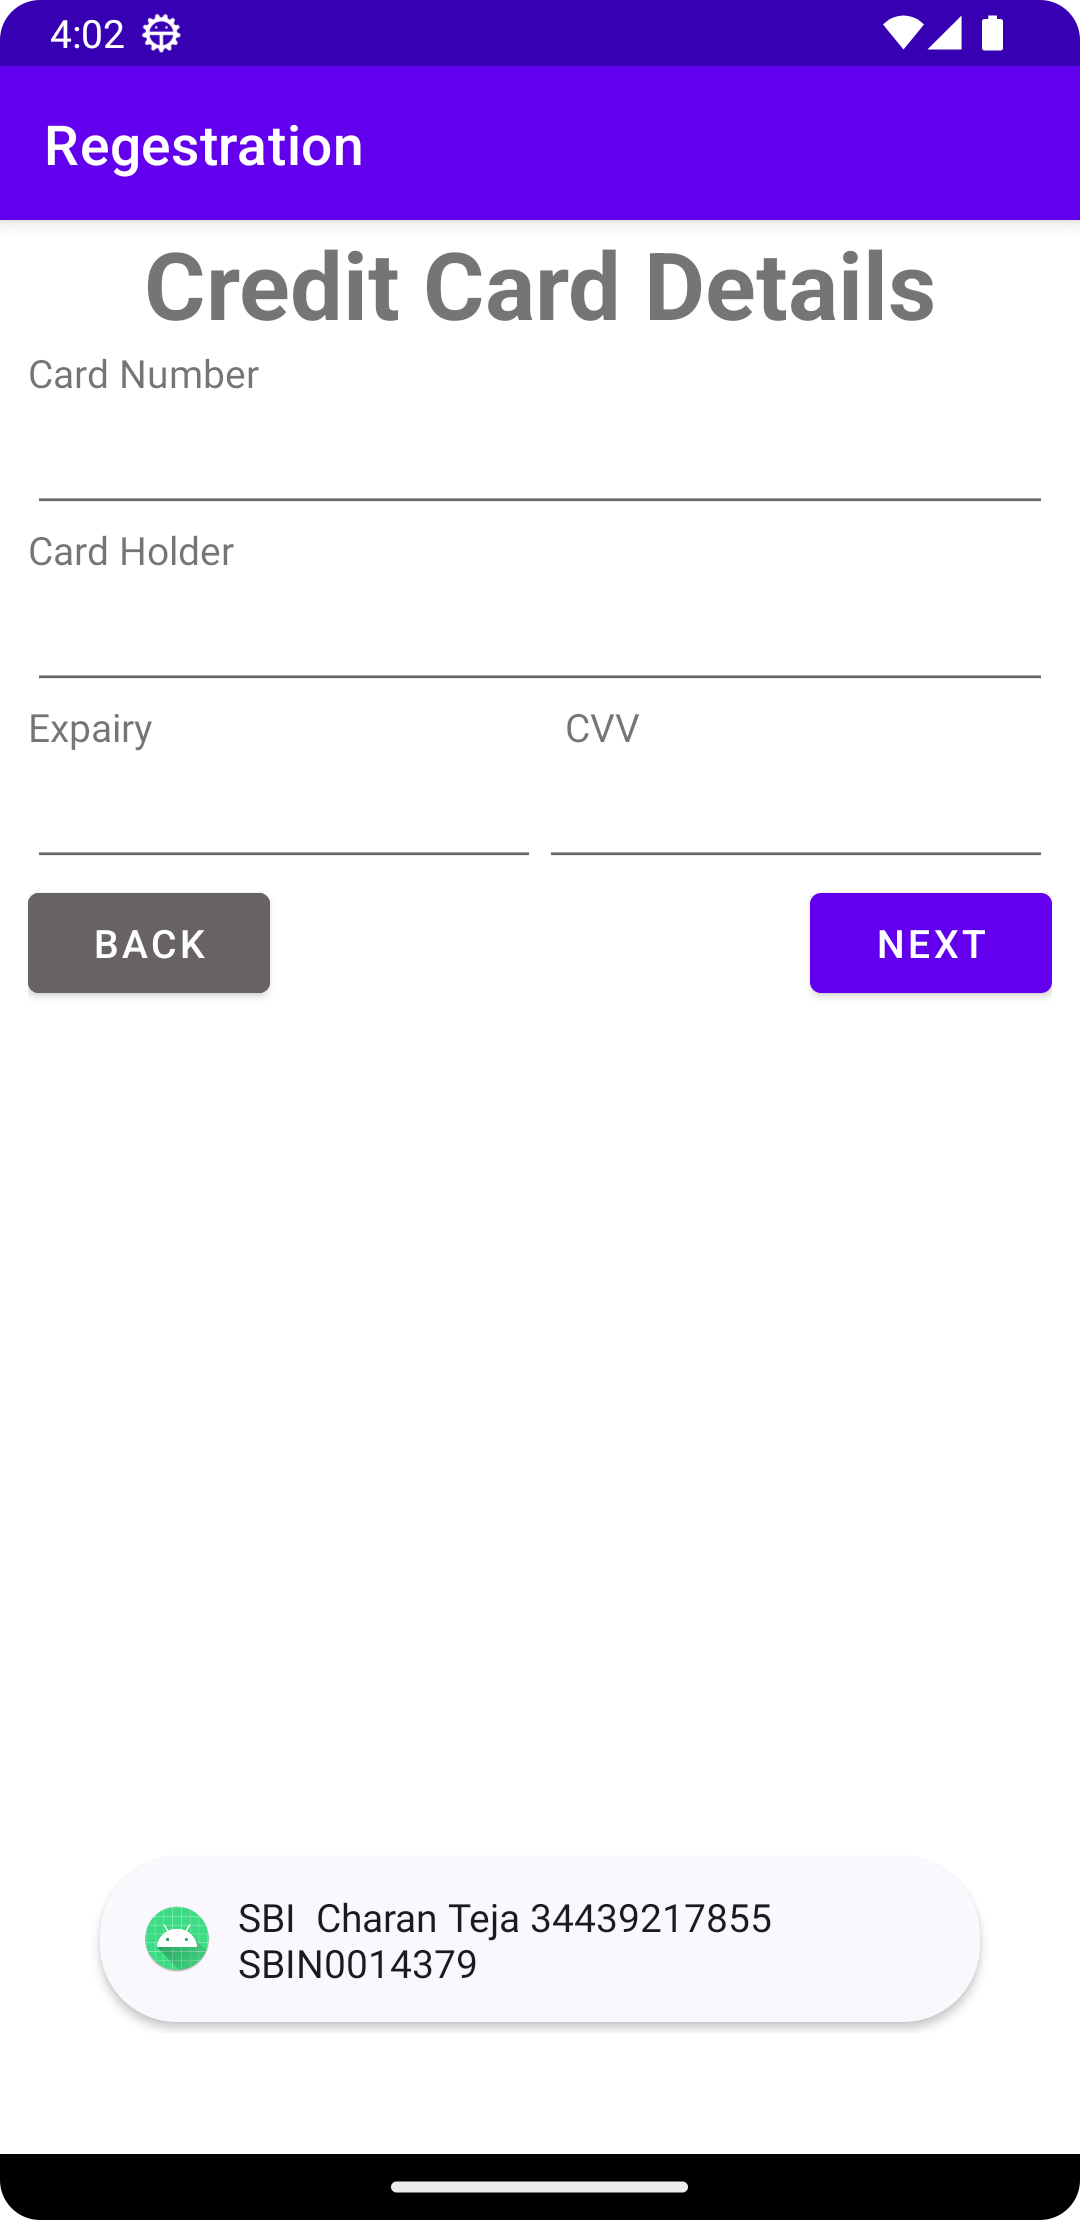 4:02
Regestration
Credit Card Details
Card Number
Card Holder
Expairy CVV
BACK NEXT
SBI  Charan Teja 34439217855
SBIN0014379